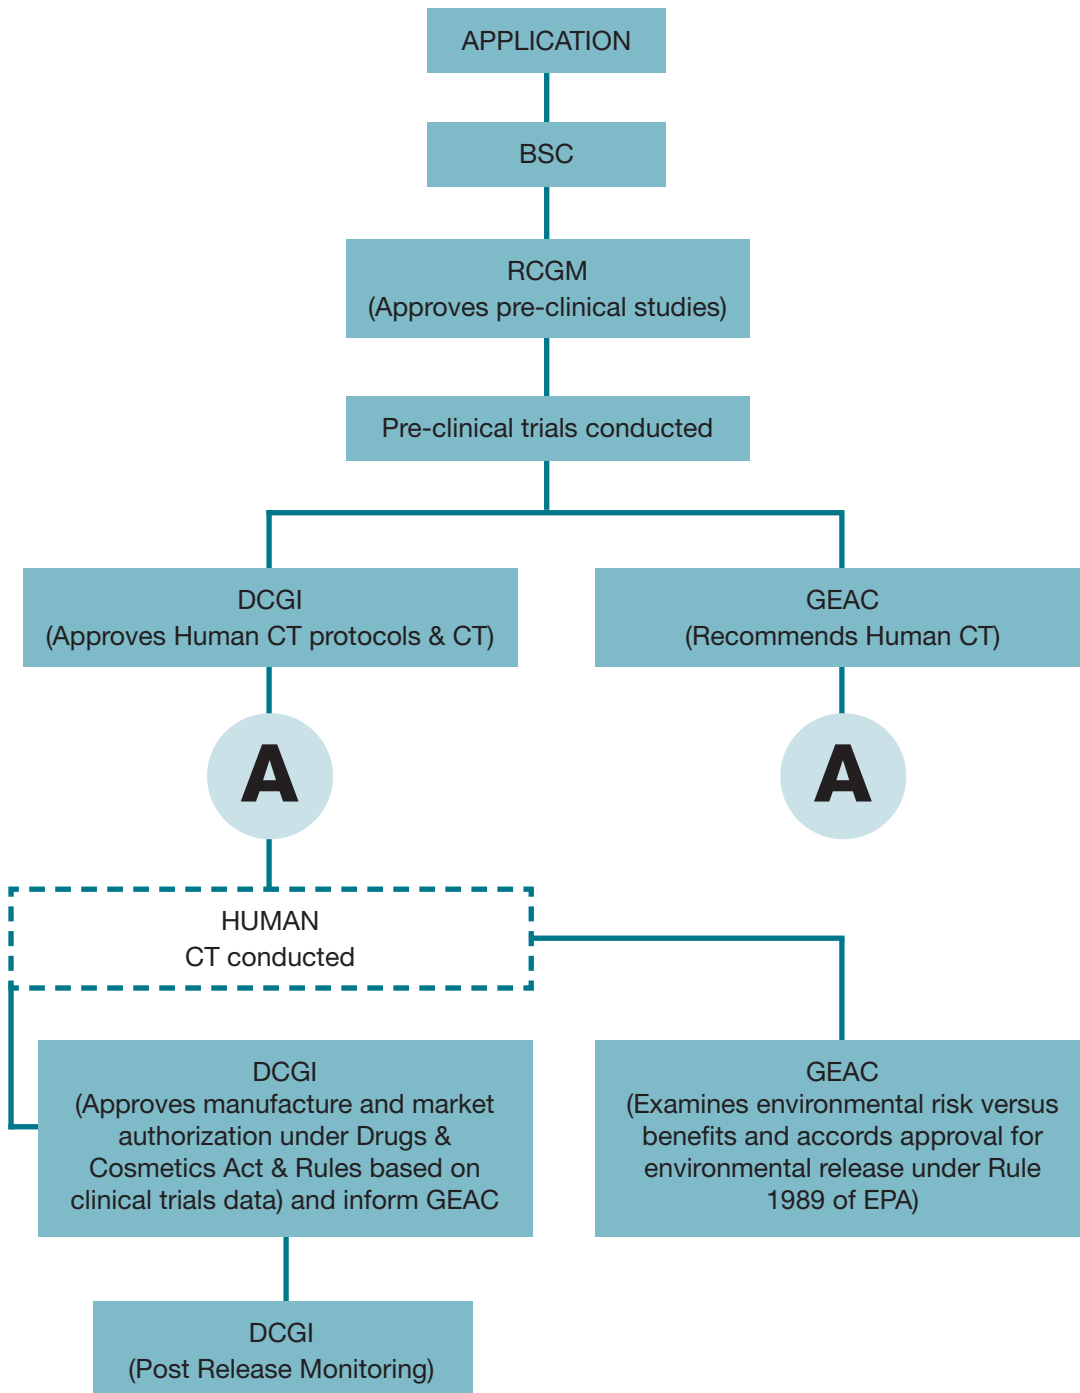 APPLICATION
BSC
RCGM
(Approves pre-clinical studies)
Pre-clinical trials conducted
DCGI
(Approves Human CT protocols & CT)
GEAC
(Recommends Human CT)
A
A
HUMAN
CT conducted
DCGI
(Approves manufacture and market
authorization under Drugs &
Cosmetics Act & Rules based on
clinical trials data) and inform GEAC
GEAC
(Examines environmental risk versus
benefits and accords approval for
environmental release under Rule
1989 of EPA)
DCGI
(Post Release Monitoring)